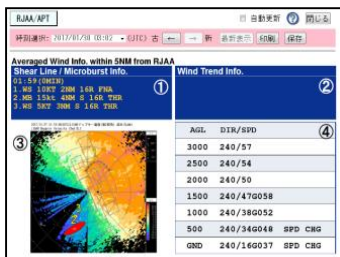 RJAA/APT
自動更新 ? 閉じる
時刻選択: 2017/01/30 03:02 (UTC) 古 ← → 新 最新表示 印刷 保存
Averaged Wind Info. within 5NM from RJAA
Shear Line / Microburst Info.
01:59(0MIN)
1.WS 10KT 2NM 16R FNA
2.MB 15kt 4NM S 16R THR
3.WS 5KT 3NM S 16R THR
①
Wind Trend Info.
②
③
④
AGL DIR/SPD
3000 240/57
2500 240/54
2000 240/50
1500 240/47G058
1000 240/38G052
500 240/34G048 SPD CHG
GND 240/16G037 SPD CHG